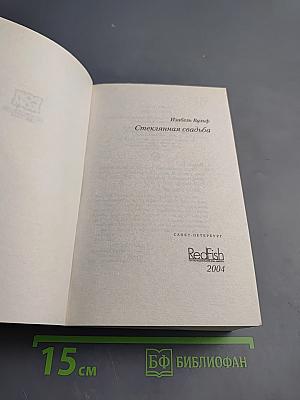 Изабель Вульф
Стеклянная свадьба
САНКТ-ПЕТЕРБУРГ
RedFish
2004
15 см
БФ БИБЛИОФАН